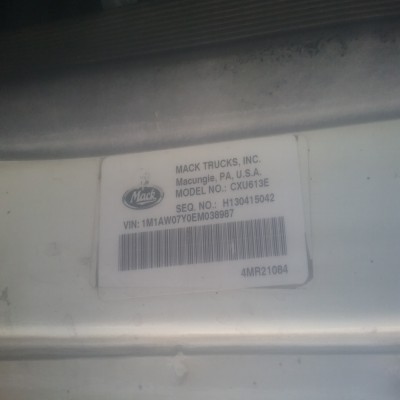 MACK TRUCKS, INC.
Macungie, PA, U.S.A.
MODEL NO.: CXU613E
Mack
SEQ. NO.: H130415042
VIN: 1M1AW07Y0EM038987
4MR21084